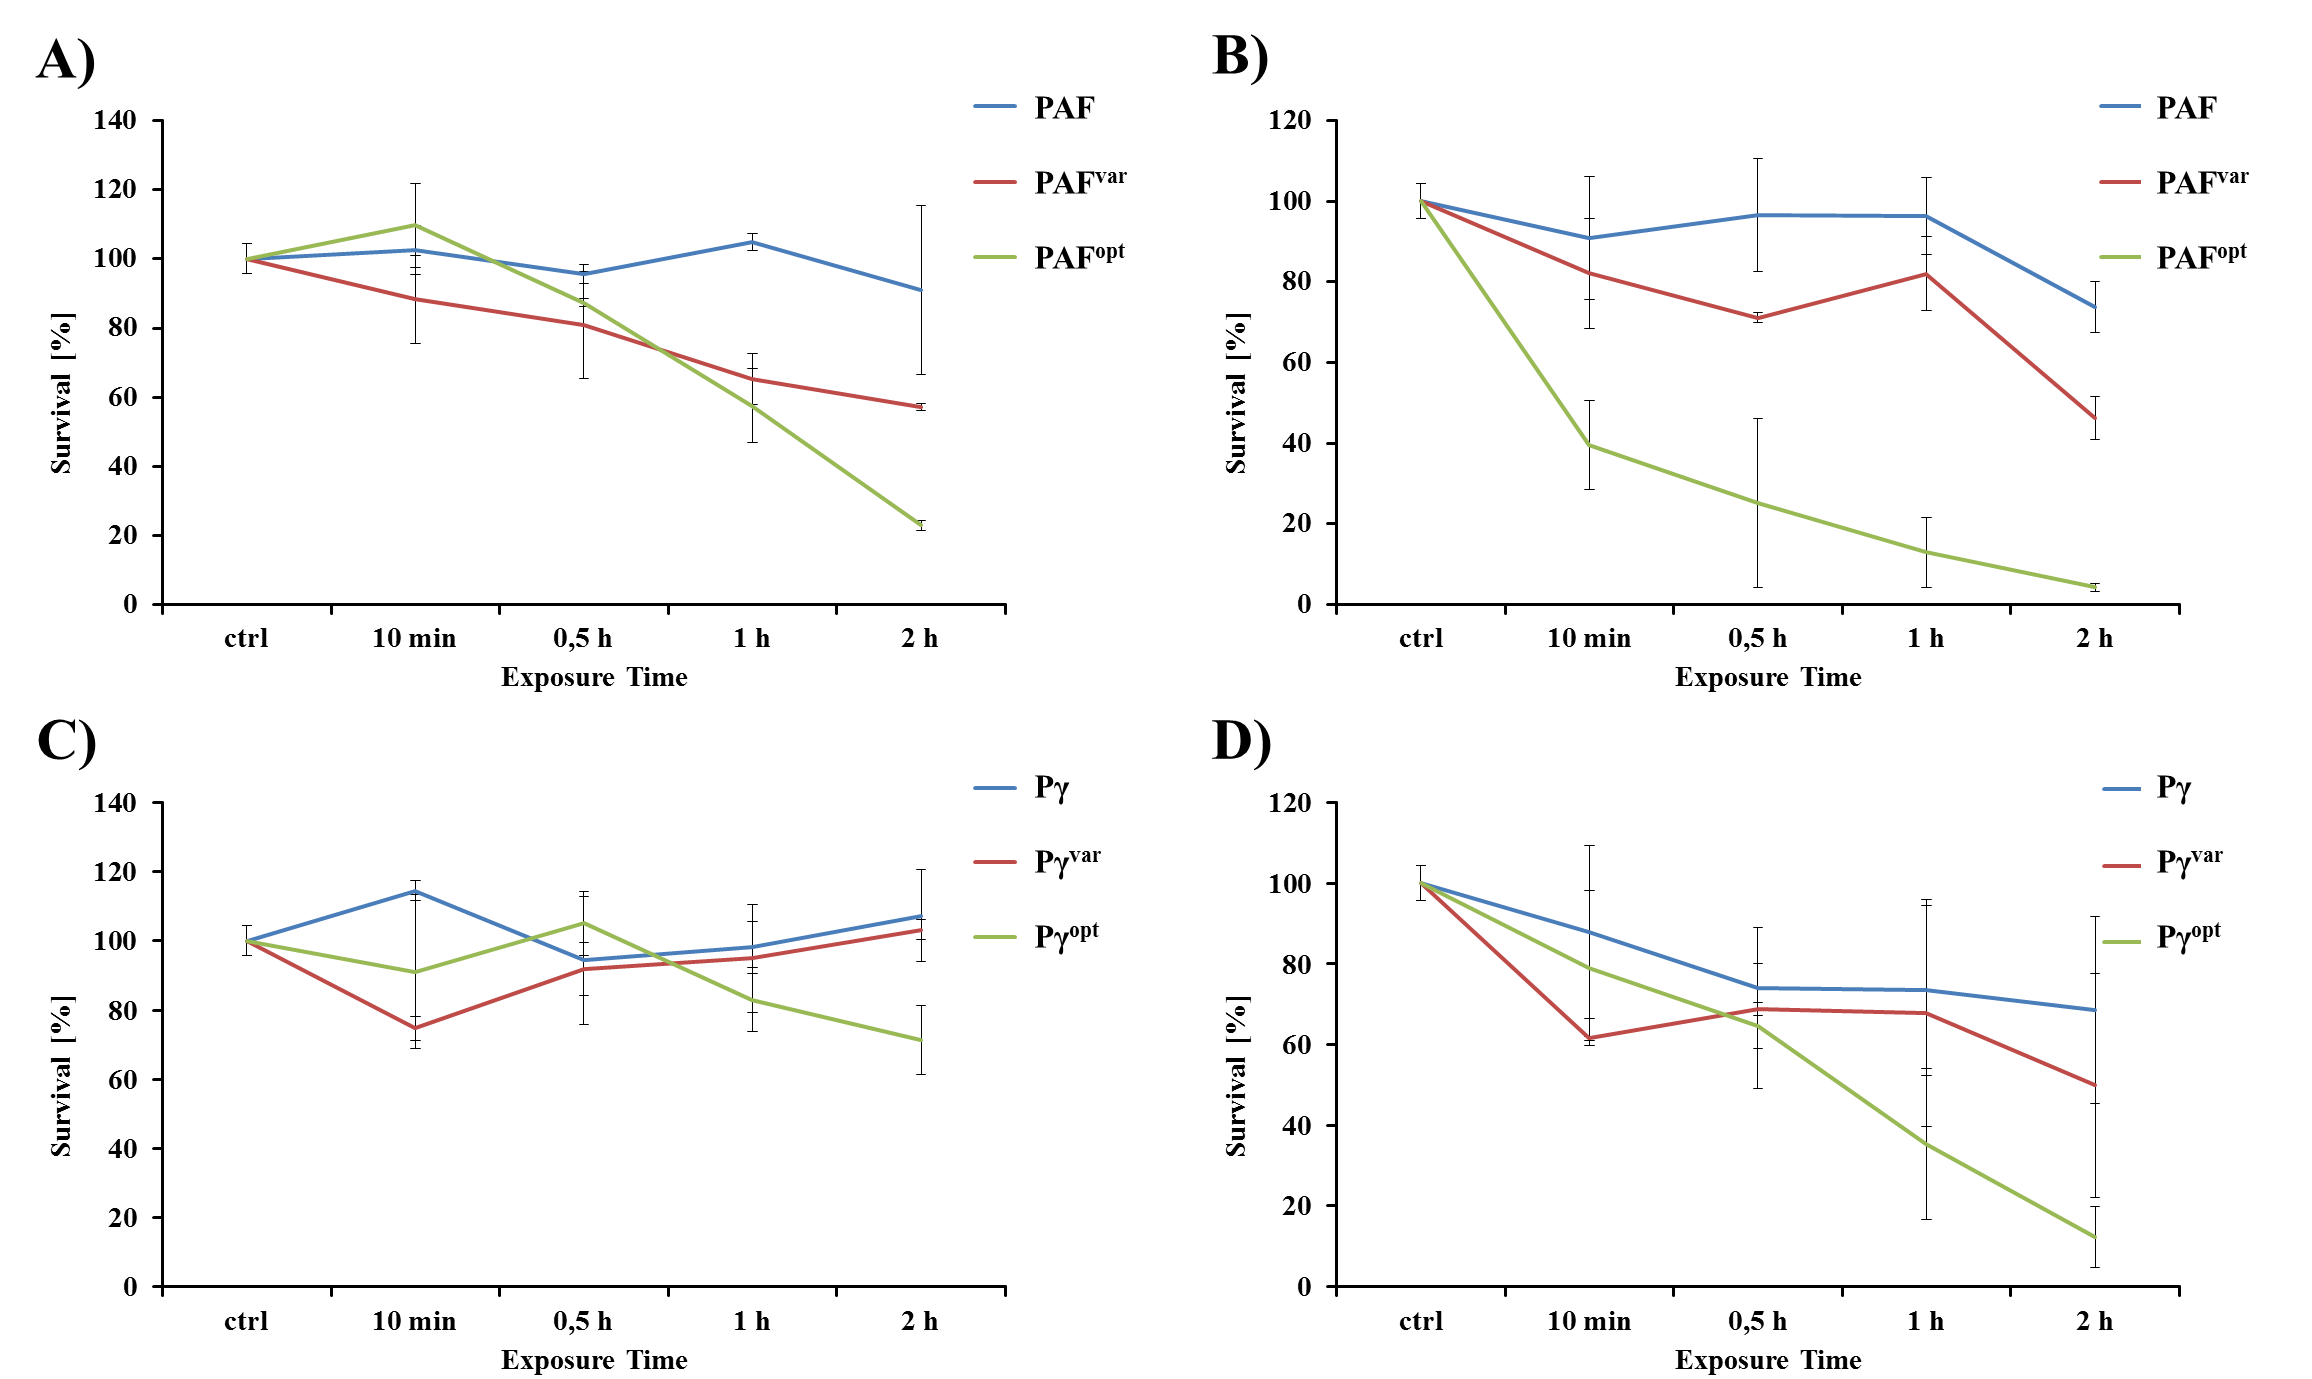 A)
PAF
PAFᵛᵃʳ
PAFᵒᵖᵗ
140
120
100
80
60
40
20
0
Survival [%]
ctrl 10 min 0,5 h 1 h 2 h
Exposure Time
B)
PAF
PAFᵛᵃʳ
PAFᵒᵖᵗ
120
100
80
60
40
20
0
Survival [%]
ctrl 10 min 0,5 h 1 h 2 h
Exposure Time
C)
Pγ
Pγᵛᵃʳ
Pγᵒᵖᵗ
140
120
100
80
60
40
20
0
Survival [%]
ctrl 10 min 0,5 h 1 h 2 h
Exposure Time
D)
Pγ
Pγᵛᵃʳ
Pγᵒᵖᵗ
120
100
80
60
40
20
0
Survival [%]
ctrl 10 min 0,5 h 1 h 2 h
Exposure Time